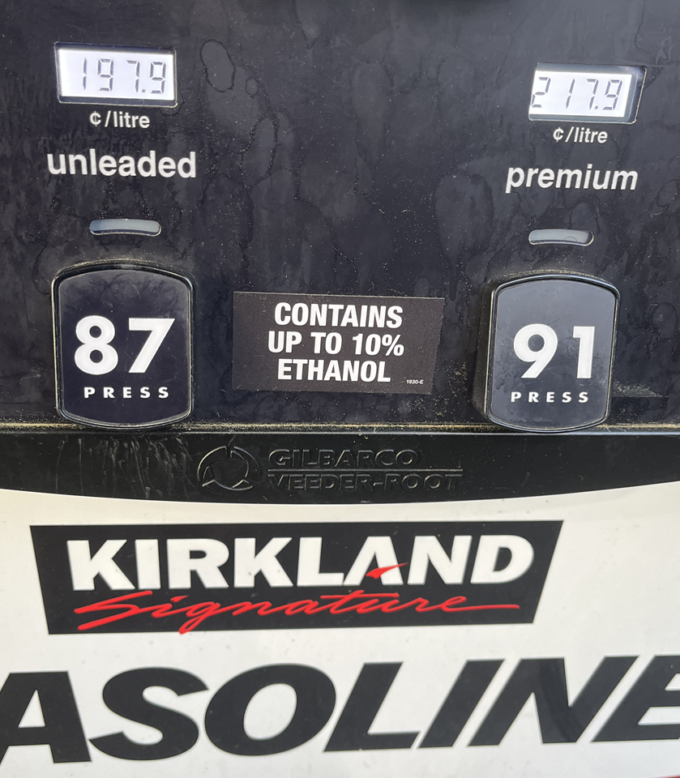 197.9
¢/litre
unleaded
217.9
¢/litre
premium
87
PRESS
CONTAINS
UP TO 10%
ETHANOL
1930-E
91
PRESS
GILBARCO
VEEDER-ROOT
KIRKLAND
Signature
ASOLINE